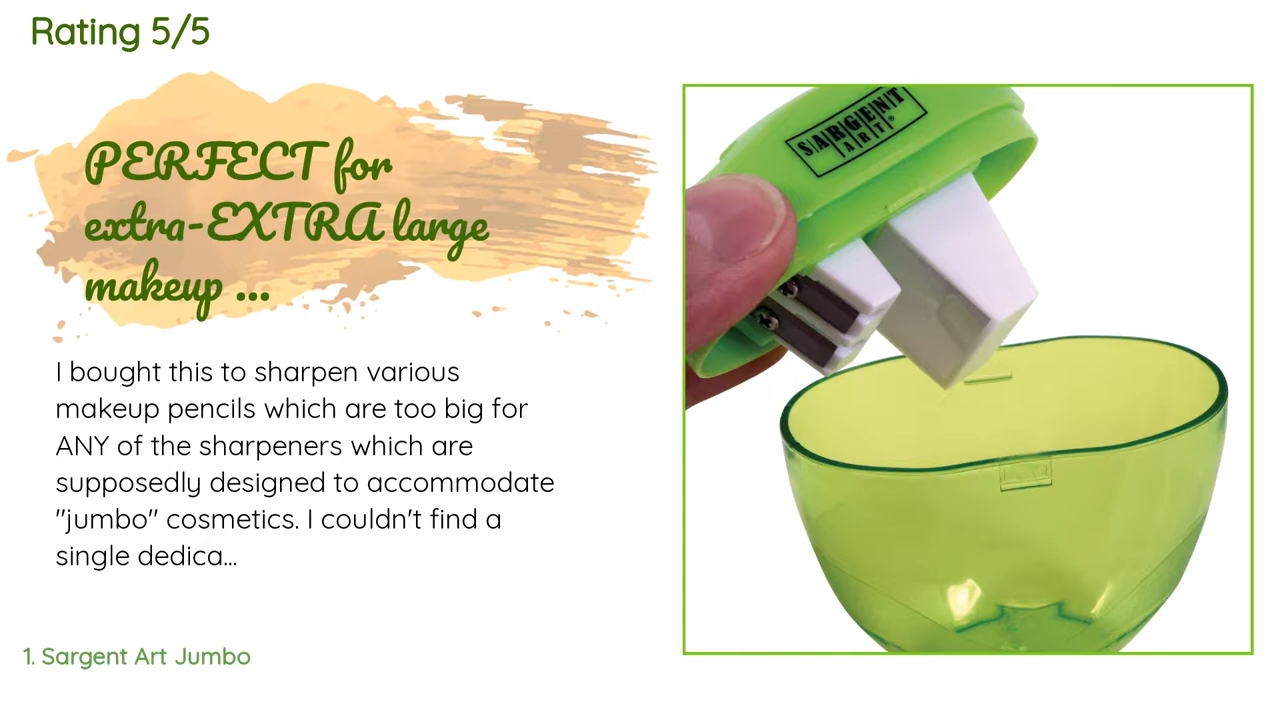 Rating 5/5
PERFECT for
extra-EXTRA large
makeup ...
I bought this to sharpen various
makeup pencils which are too big for
ANY of the sharpeners which are
supposedly designed to accommodate
"jumbo" cosmetics. I couldn't find a
single dedica...
1. Sargent Art Jumbo
SARGENT
ART®